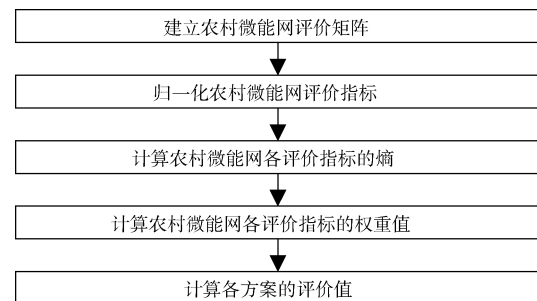 建立农村微能网评价矩阵
归一化农村微能网评价指标
计算农村微能网各评价指标的熵
计算农村微能网各评价指标的权重值
计算各方案的评价值